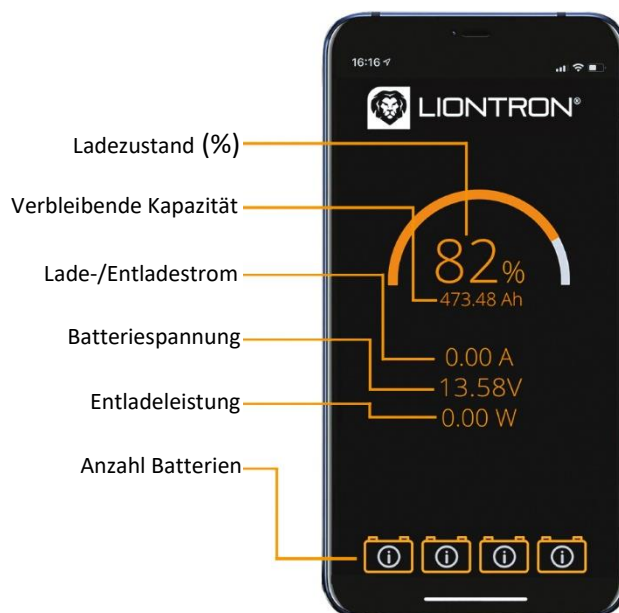 16:16
LIONTRON®
Ladezustand (%)
Verbleibende Kapazität
82%
Lade-/Entladestrom
473.48 Ah
Batteriespannung
0.00 A
13.58V
Entladeleistung
0.00 W
Anzahl Batterien